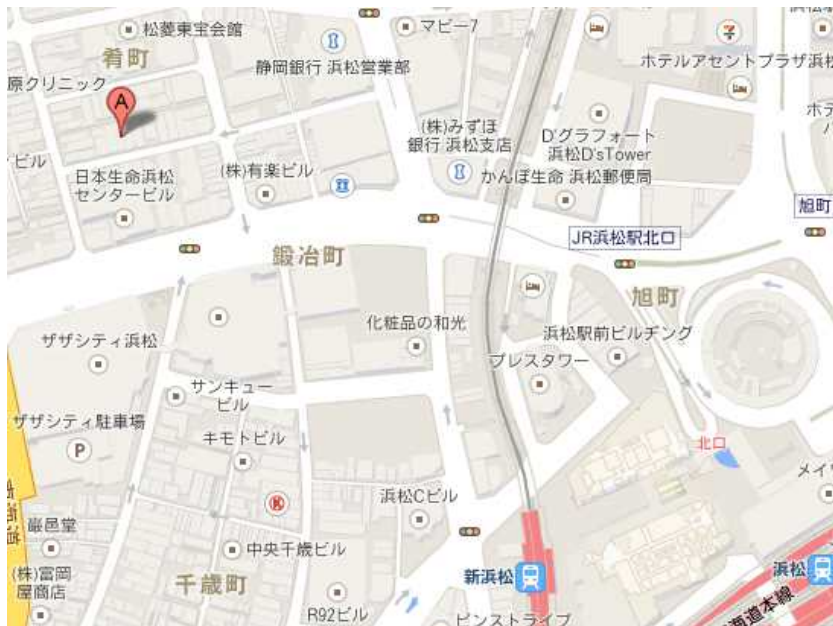 松菱東宝会館
マビー7
肴町
静岡銀行 浜松営業部
ホテルアセントプラザ浜松
原クリニック
A
(株)みずほ
銀行 浜松支店
D'グラフォート
浜松D'sTower
ホテ
ビル
日本生命浜松
センタービル
(株)有楽ビル
かんぽ生命 浜松郵便局
旭町
JR浜松駅北口
鍛冶町
旭町
化粧品の和光
浜松駅前ビルヂング
ザザシティ浜松
プレスタワー
サンキュー
ビル
ザザシティ駐車場
P
キモトビル
北口
メイワ
浜松Cビル
巌邑堂
中央千歳ビル
(株)冨岡
屋商店
千歳町
新浜松
浜松
R92ビル
ピンストライプ
海道本線